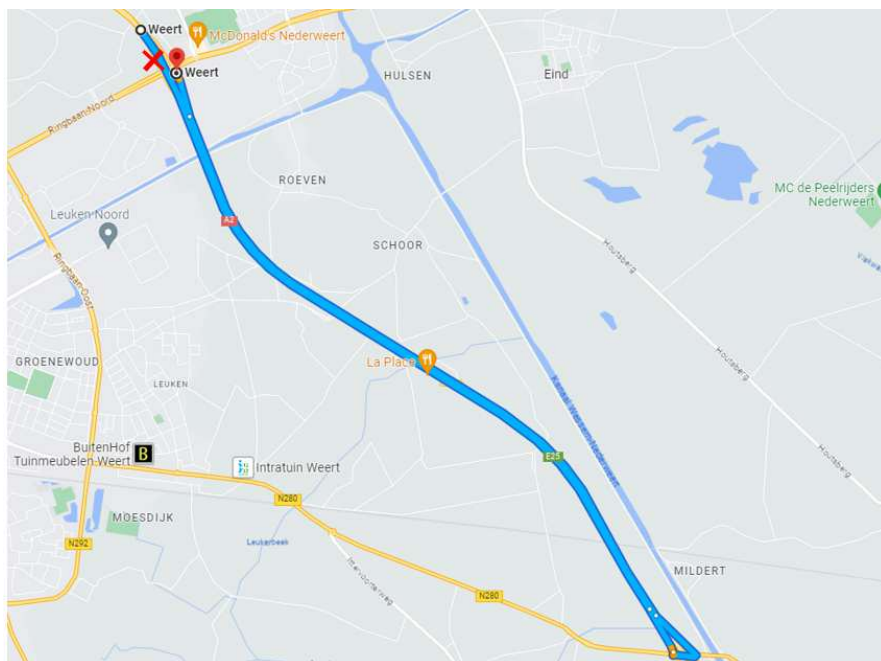 Weert
McDonald's Nederweert
Weert
HULSEN
Eind
Ringbaan-Noord
ROEVEN
MC de Peelrijders
Nederweert
Leuken Noord
A2
SCHOOR
Houtsberg
Ringbaan-Oost
La Place
Houtsberg
GROENEWOUD
LEUKEN
Kanaal Wessem-Nederweert
BuitenHof
Tuinmeubelen Weert
B
Intratuin Weert
E25
Houtsberg
N280
MOESDIJK
N292
Leukerbeek
MILDERT
N280